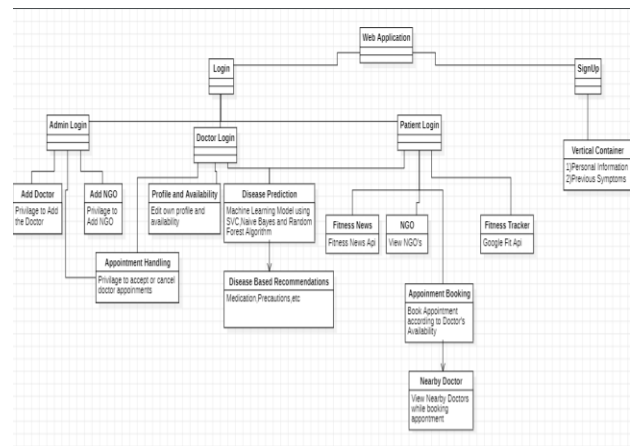 Web Application
Login
SignUp
Admin Login
Doctor Login
Patient Login
Vertical Container
1)Personal Information
2)Previous Symptoms
Add Doctor
Privilage to Add
the Doctor
Add NGO
Privilage to
Add NGO
Profile and Availability
Edit own profile and
availability
Disease Prediction
Machine Learning Model using
SVC,Naive Bayes and Random
Forest Algorithm
Fitness News
Fitness News Api
NGO
View NGO's
Fitness Tracker
Google Fit Api
Appointment Handling
Privilage to accept or cancel
doctor appoinments
Disease Based Recommendations
Medication,Precautions,etc
Appoinment Booking
Book Appointment
according to Doctor's
Availability
Nearby Doctor
View Nearby Doctors
while booking
appointment